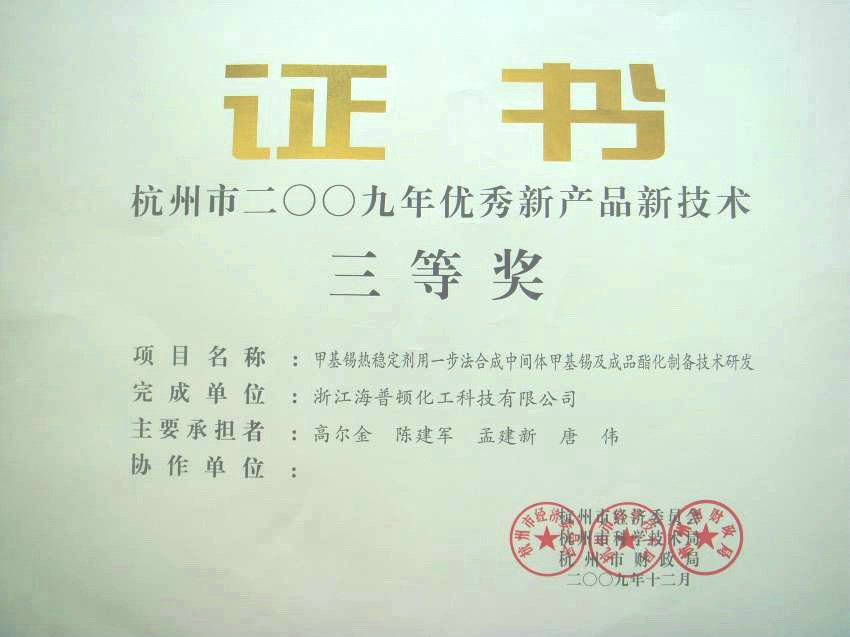 证书
杭州市二〇〇九年优秀新产品新技术
三等奖
项目名称：甲基锡热稳定剂用一步法合成中间体甲基锡及成品酯化制备技术研发
完成单位：浙江海普顿化工科技有限公司
主要承担者：高尔金 陈建军 孟建新 唐伟
协作单位：
杭州市经济委员会
杭州市科学技术局
杭州市财政局
二〇〇九年十二月